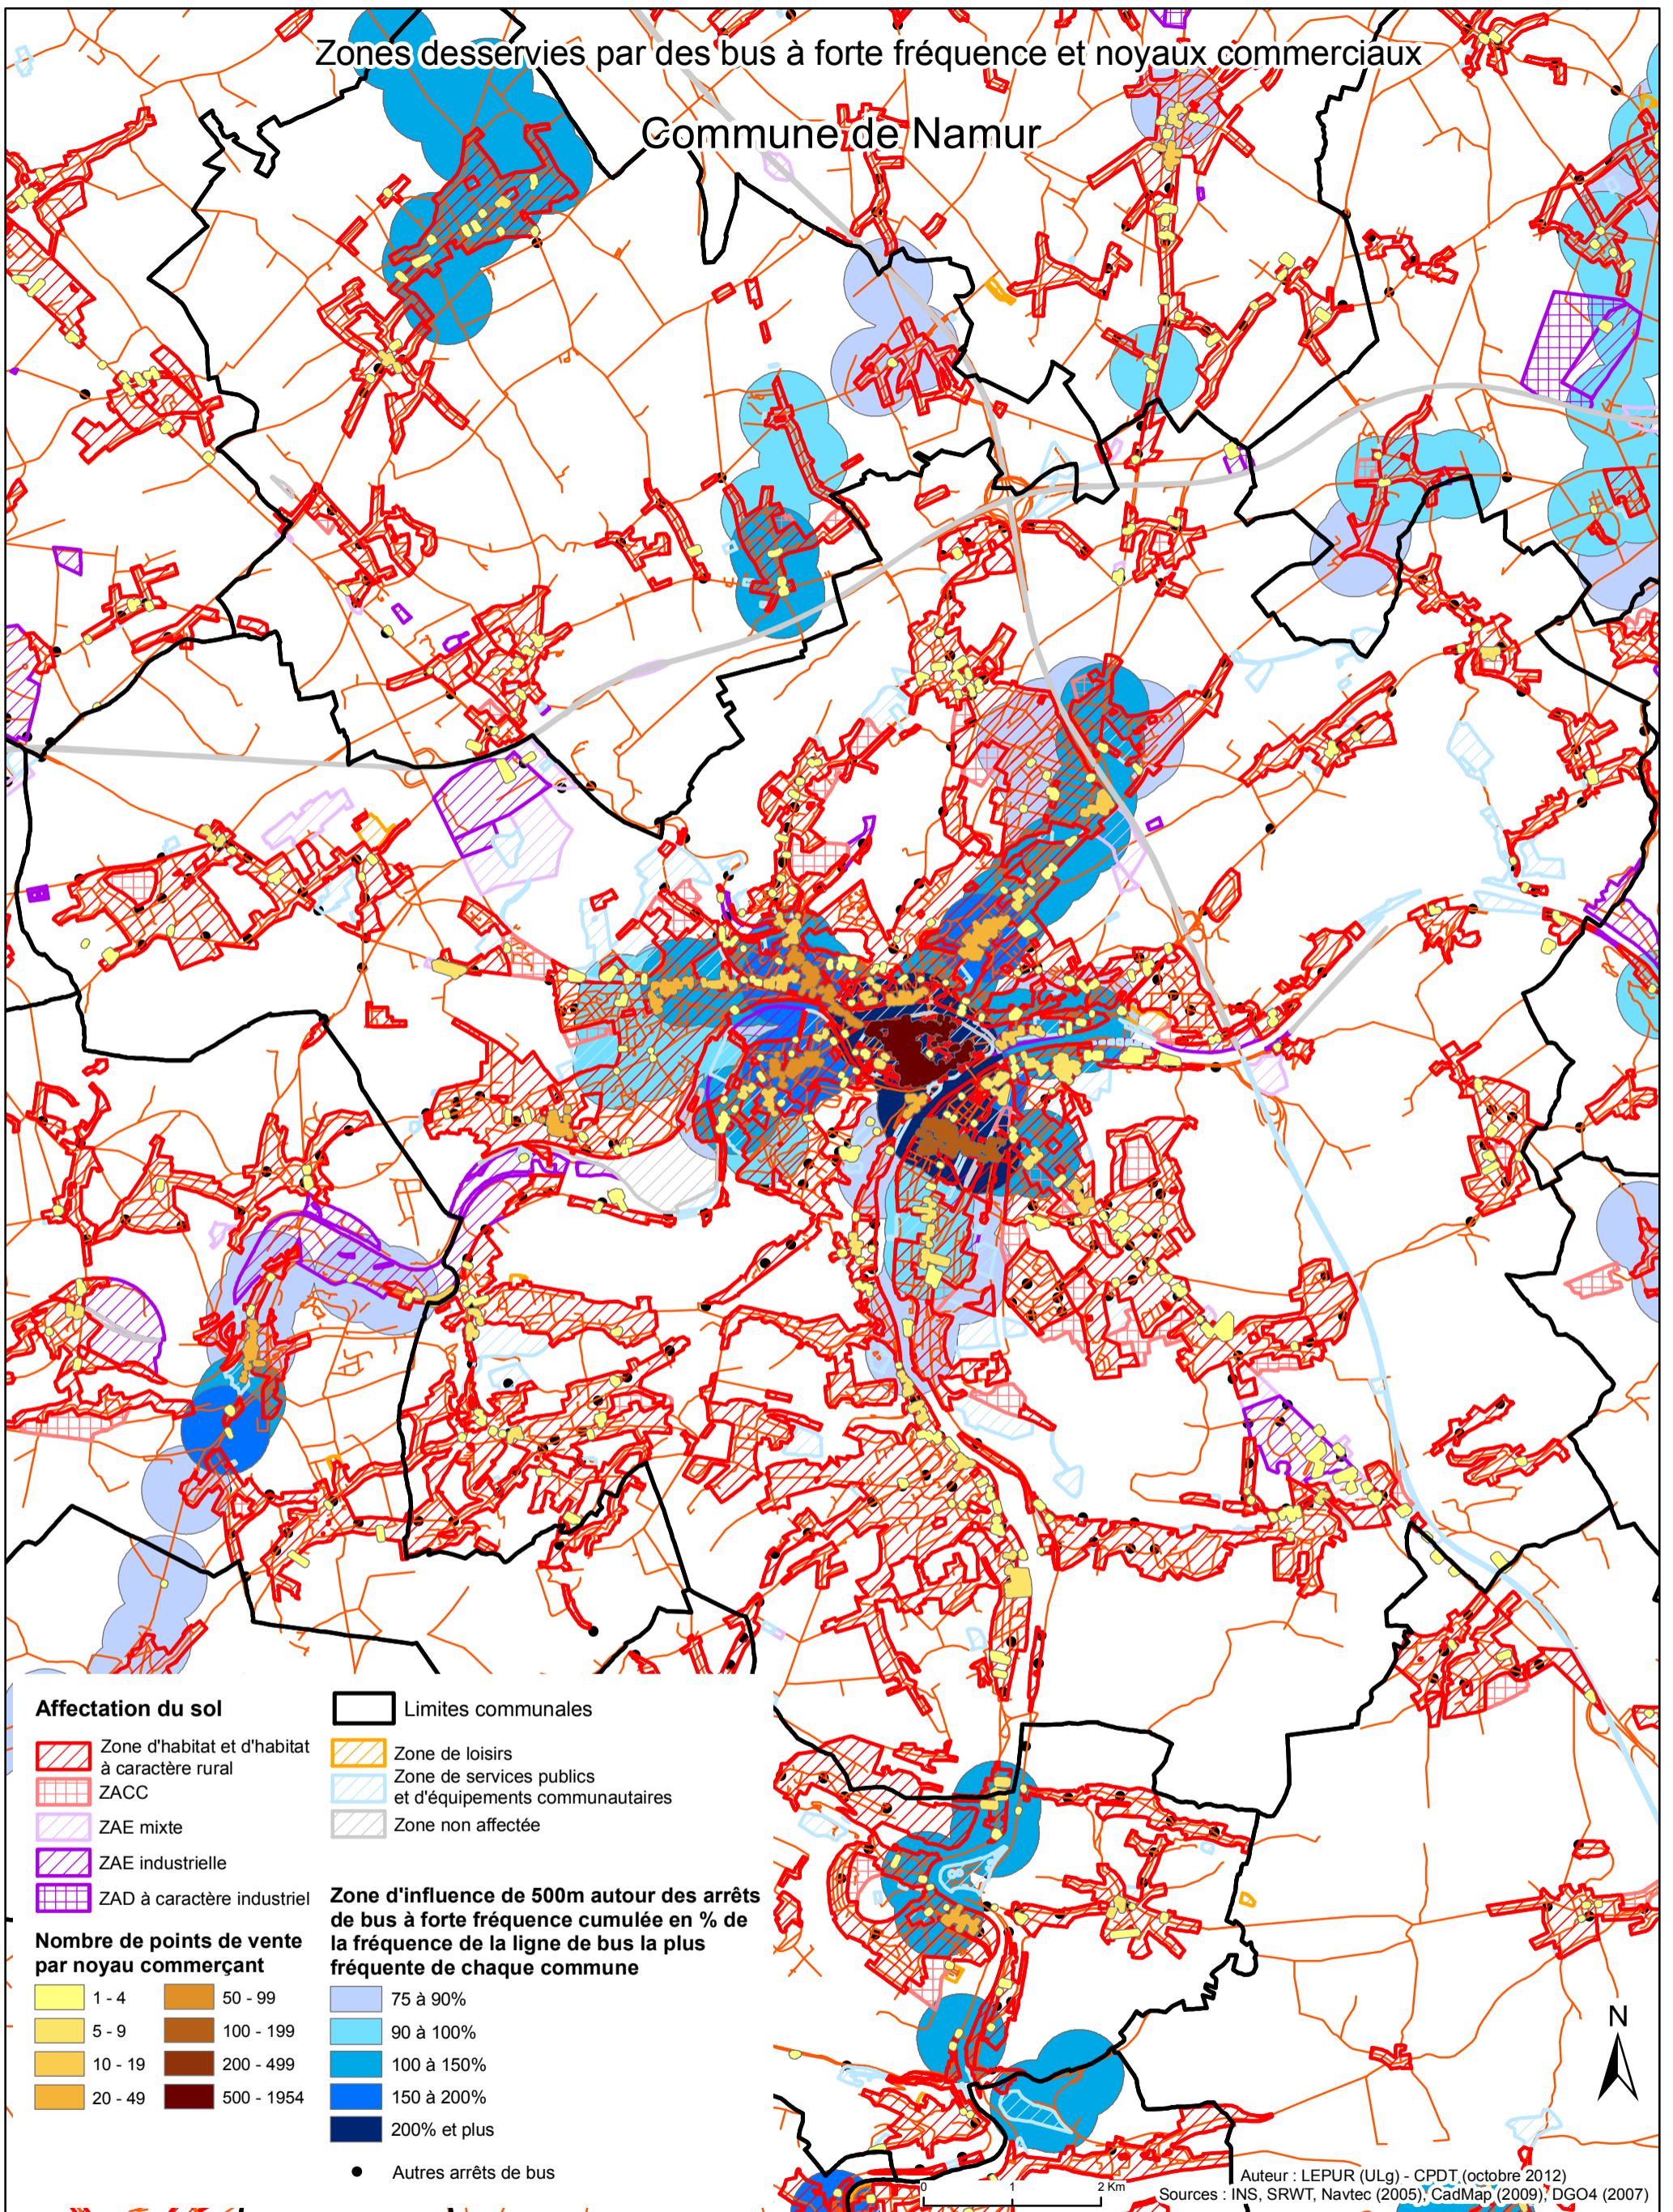 Zones desservies par des bus à forte fréquence et noyaux commerciaux
Commune de Namur
Affectation du sol
Zone d'habitat et d'habitat
à caractère rural
ZACC
ZAE mixte
ZAE industrielle
ZAD à caractère industriel
Limites communales
Zone de loisirs
Zone de services publics
et d'équipements communautaires
Zone non affectée
Nombre de points de vente
par noyau commerçant
1 - 4
5 - 9
10 - 19
20 - 49
50 - 99
100 - 199
200 - 499
500 - 1954
Zone d'influence de 500m autour des arrêts
de bus à forte fréquence cumulée en % de
la fréquence de la ligne de bus la plus
fréquente de chaque commune
75 à 90%
90 à 100%
100 à 150%
150 à 200%
200% et plus
Autres arrêts de bus
N
0 1 2 Km
Auteur : LEPUR (ULg) - CPDT (octobre 2012)
Sources : INS, SRWT, Navtec (2005), CadMap (2009), DGO4 (2007)